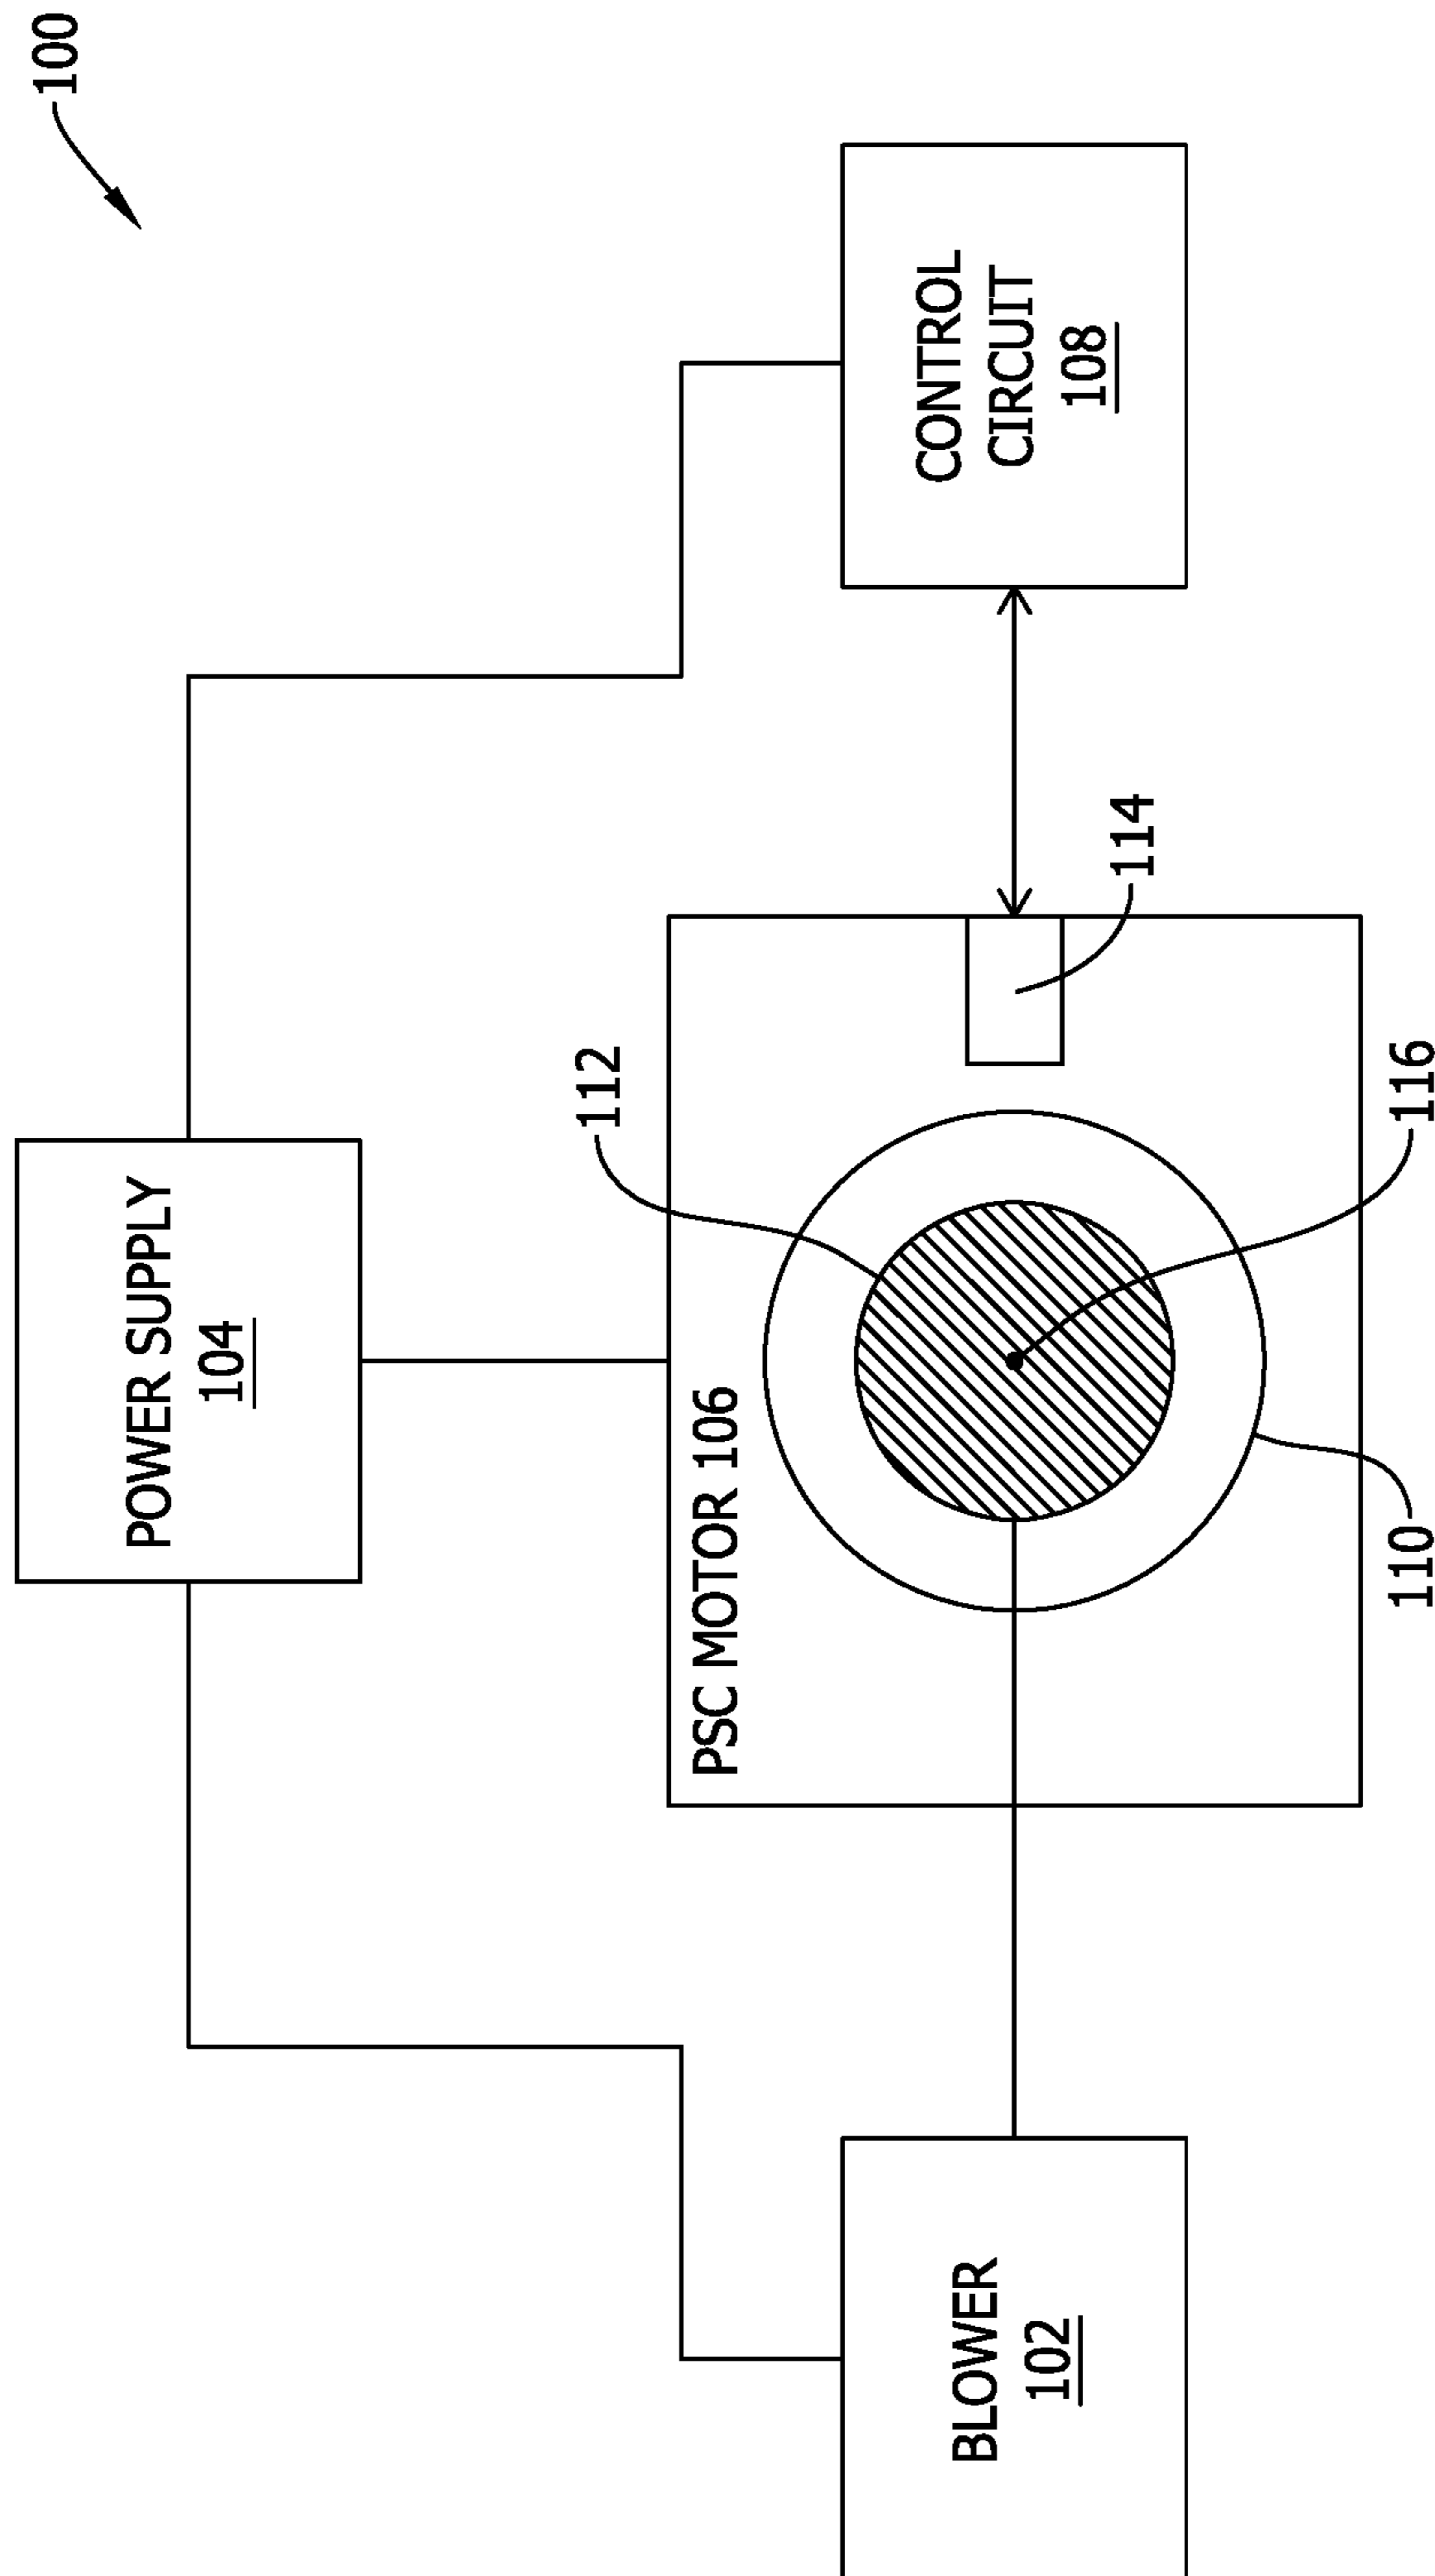 100
POWER SUPPLY
104
112
PSC MOTOR 106
114
BLOWER
102
CONTROL
CIRCUIT
108
110
116